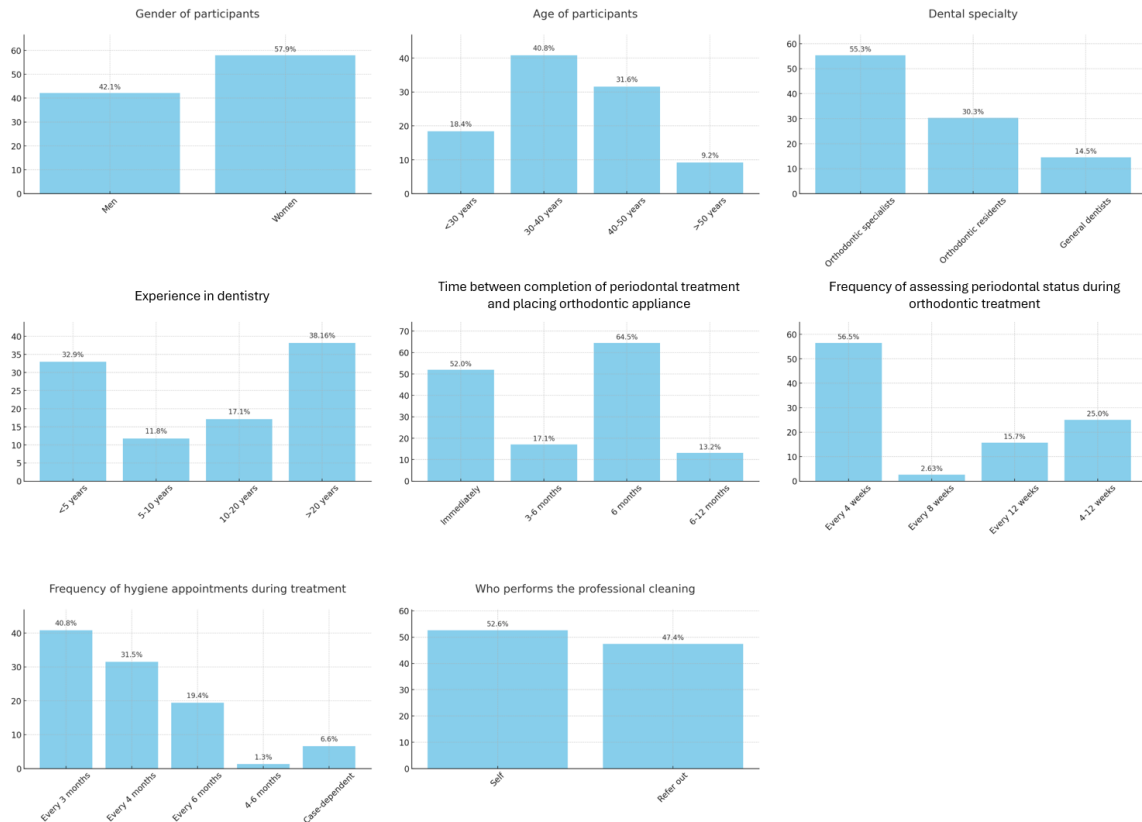 Gender of participants
60
50
40
30
20
10
0
42.1%
57.9%
Men
Women
Age of participants
40
30
20
10
0
18.4%
40.8%
31.6%
9.2%
<30 years
30-40 years
40-50 years
>50 years
Dental specialty
60
50
40
30
20
10
0
55.3%
30.3%
14.5%
Orthodontic specialists
Orthodontic residents
General dentists
Experience in dentistry
40
35
30
25
20
15
10
5
0
32.9%
11.8%
17.1%
38.16%
<5 years
5-10 years
10-20 years
>20 years
Time between completion of periodontal treatment
and placing orthodontic appliance
70
60
50
40
30
20
10
0
52.0%
17.1%
64.5%
13.2%
Immediately
3-6 months
6 months
6-12 months
Frequency of assessing periodontal status during
orthodontic treatment
60
50
40
30
20
10
0
56.5%
2.63%
15.7%
25.0%
Every 4 weeks
Every 8 weeks
Every 12 weeks
4-12 weeks
Frequency of hygiene appointments during treatment
40
30
20
10
0
40.8%
31.5%
19.4%
1.3%
6.6%
Every 3 months
Every 4 months
Every 6 months
4-6 months
Case-dependent
Who performs the professional cleaning
60
50
40
30
20
10
0
52.6%
47.4%
Self
Refer out